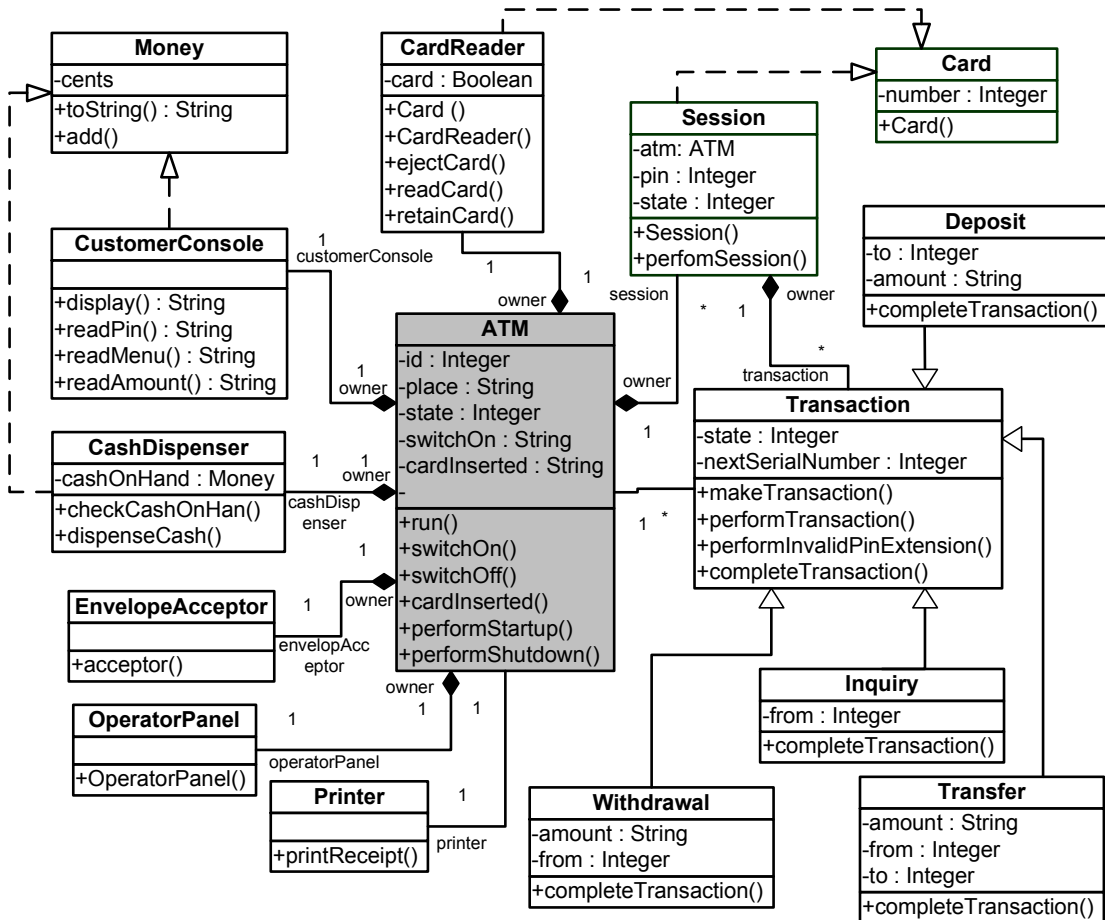 Money
-cents
+toString() : String
+add()
CardReader
-card : Boolean
+Card ()
+CardReader()
+ejectCard()
+readCard()
+retainCard()
Card
-number : Integer
+Card()
Session
-atm: ATM
-pin : Integer
-state : Integer
+Session()
+perfomSession()
Deposit
-to : Integer
-amount : String
+completeTransaction()
CustomerConsole
+display() : String
+readPin() : String
+readMenu() : String
+readAmount() : String
1
customerConsole
1
owner
1
1
owner
session
*
owner
1
1
owner
*
transaction
ATM
-id : Integer
-place : String
-state : Integer
-switchOn : String
-cardInserted : String
-
+run()
+switchOn()
+switchOff()
+cardInserted()
+performStartup()
+performShutdown()
Transaction
-state : Integer
-nextSerialNumber : Integer
+makeTransaction()
+performTransaction()
+performInvalidPinExtension()
+completeTransaction()
1
*
CashDispenser
-cashOnHand : Money
+checkCashOnHan()
+dispenseCash()
1
1
owner
cashDisp
enser
EnvelopeAcceptor
+acceptor()
1
1
owner
envelopAcc
eptor
OperatorPanel
+OperatorPanel()
1
owner
1
operatorPanel
Printer
+printReceipt()
1
1
printer
Withdrawal
-amount : String
-from : Integer
+completeTransaction()
Inquiry
-from : Integer
+completeTransaction()
Transfer
-amount : String
-from : Integer
-to : Integer
+completeTransaction()